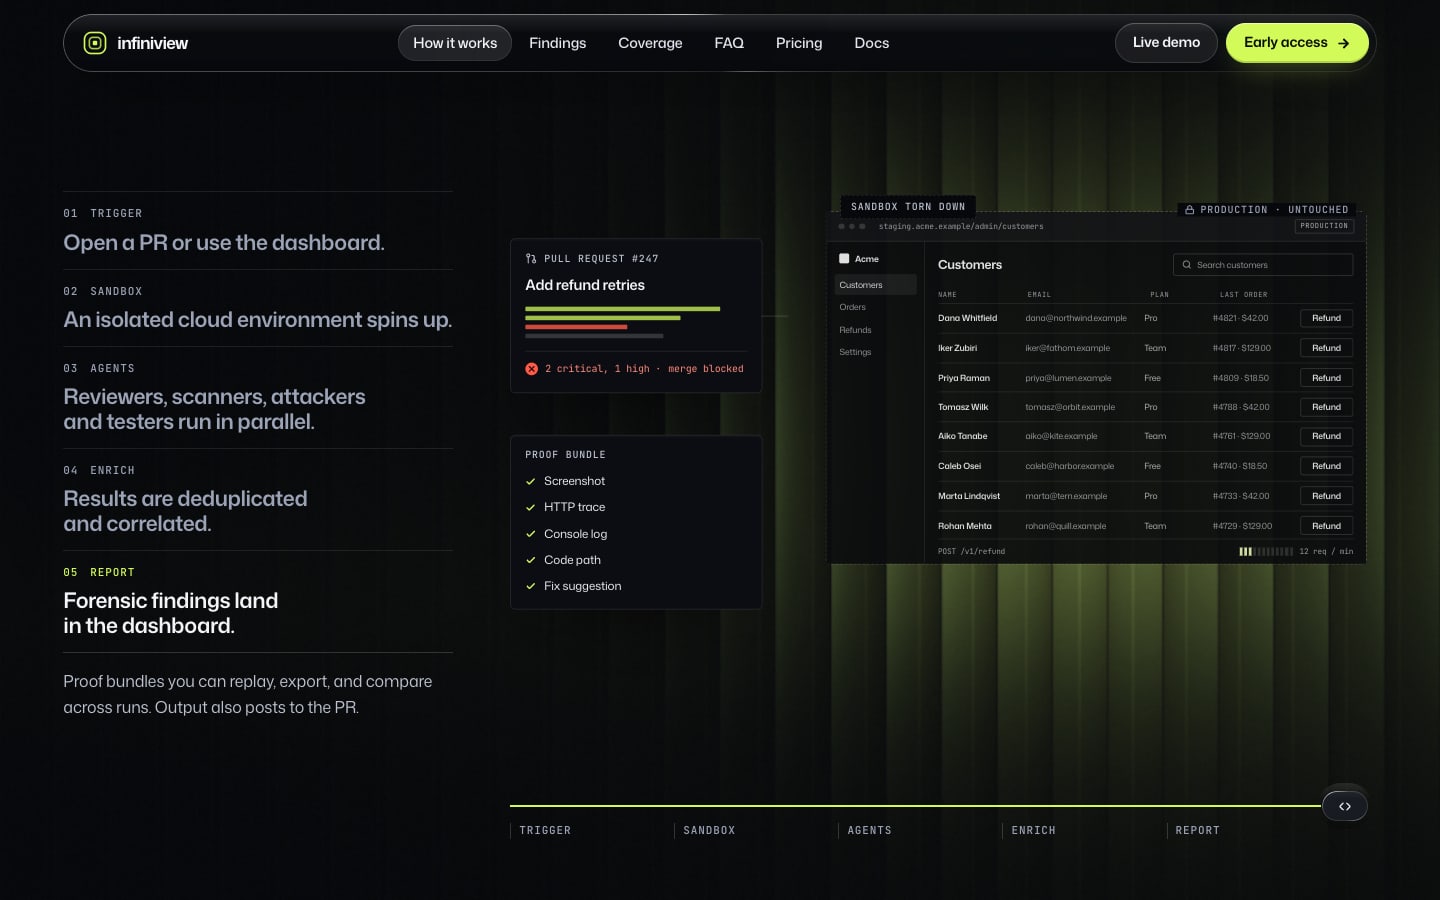 infiniview
How it works
Findings
Coverage
FAQ
Pricing
Docs
Live demo
Early access
01 TRIGGER
Open a PR or use the dashboard.
02 SANDBOX
An isolated cloud environment spins up.
03 AGENTS
Reviewers, scanners, attackers
and testers run in parallel.
04 ENRICH
Results are deduplicated
and correlated.
05 REPORT
Forensic findings land
in the dashboard.
Proof bundles you can replay, export, and compare
across runs. Output also posts to the PR.
PULL REQUEST #247
Add refund retries
2 critical, 1 high · merge blocked
PROOF BUNDLE
Screenshot
HTTP trace
Console log
Code path
Fix suggestion
SANDBOX TORN DOWN
PRODUCTION · UNTOUCHED
staging.acme.example/admin/customers
PRODUCTION
Acme
Customers
Orders
Refunds
Settings
Customers
Search customers
NAME EMAIL PLAN LAST ORDER
Dana Whitfield dana@northwind.example Pro #4821 · $42.00 Refund
Iker Zubiri iker@fathom.example Team #4817 · $129.00 Refund
Priya Raman priya@lumen.example Free #4809 · $18.50 Refund
Tomasz Wilk tomasz@orbit.example Pro #4788 · $42.00 Refund
Aiko Tanabe aiko@kite.example Team #4761 · $129.00 Refund
Caleb Osei caleb@harbor.example Free #4740 · $18.50 Refund
Marta Lindqvist marta@tern.example Pro #4733 · $42.00 Refund
Rohan Mehta rohan@quill.example Team #4729 · $129.00 Refund
POST /v1/refund 12 req / min
TRIGGER
SANDBOX
AGENTS
ENRICH
REPORT